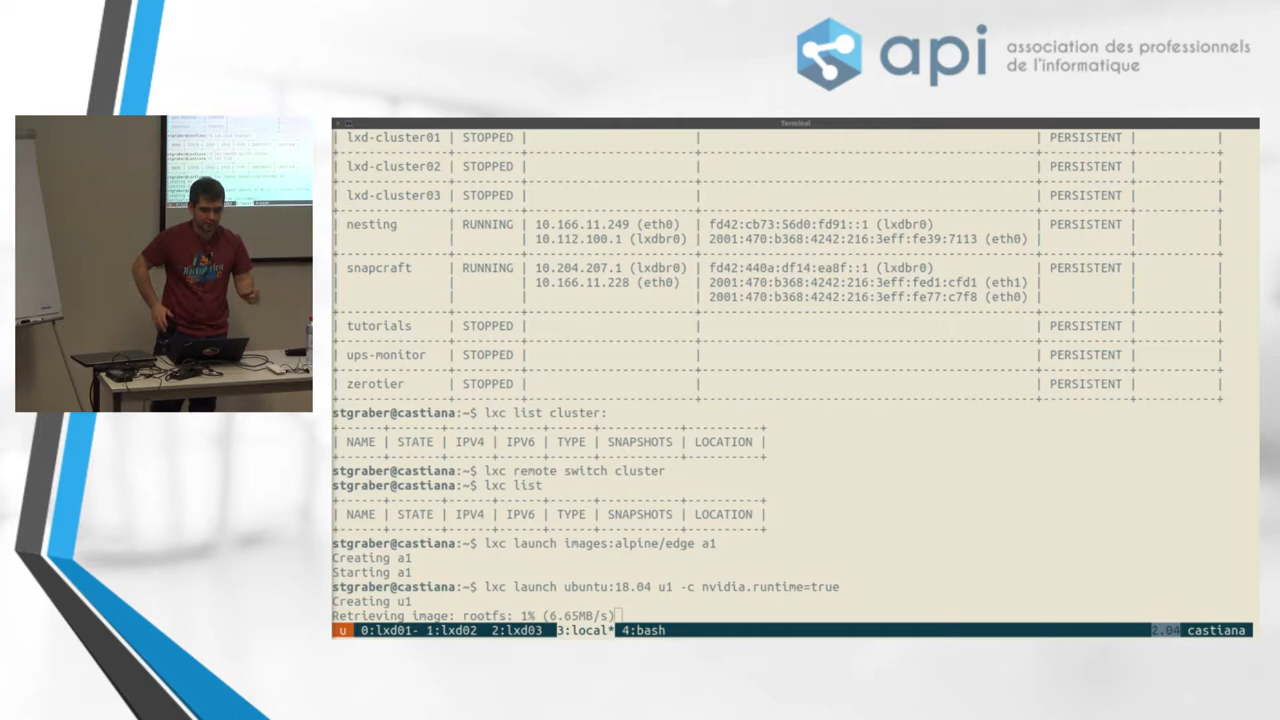 api
association des professionnels
de l'informatique
Terminal
| lxd-cluster01 | STOPPED | | | PERSISTENT | |
| lxd-cluster02 | STOPPED | | | PERSISTENT | |
| lxd-cluster03 | STOPPED | | | PERSISTENT | |
| nesting | RUNNING | 10.166.11.249 (eth0) | fd42:cb73:56d0:fd91::1 (lxdbr0) | PERSISTENT | |
| | | 10.112.100.1 (lxdbr0) | 2001:470:b368:4242:216:3eff:fe39:7113 (eth0) | | |
| snapcraft | RUNNING | 10.204.207.1 (lxdbr0) | fd42:440a:df14:ea8f::1 (lxdbr0) | PERSISTENT | |
| | | 10.166.11.228 (eth0) | 2001:470:b368:4242:216:3eff:fed1:cfd1 (eth1) | | |
| | | | 2001:470:b368:4242:216:3eff:fe77:c7f8 (eth0) | | |
| tutorials | STOPPED | | | PERSISTENT | |
| ups-monitor | STOPPED | | | PERSISTENT | |
| zerotier | STOPPED | | | PERSISTENT | |
stgraber@castiana:~$ lxc list cluster:
| NAME | STATE | IPV4 | IPV6 | TYPE | SNAPSHOTS | LOCATION |
stgraber@castiana:~$ lxc remote switch cluster
stgraber@castiana:~$ lxc list
| NAME | STATE | IPV4 | IPV6 | TYPE | SNAPSHOTS | LOCATION |
stgraber@castiana:~$ lxc launch images:alpine/edge a1
Creating a1
Starting a1
stgraber@castiana:~$ lxc launch ubuntu:18.04 u1 -c nvidia.runtime=true
Creating u1
Retrieving image: rootfs: 1% (6.65MB/s)
u 0:lxd01- 1:lxd02 2:lxd03 3:local* 4:bash 2.04 castiana